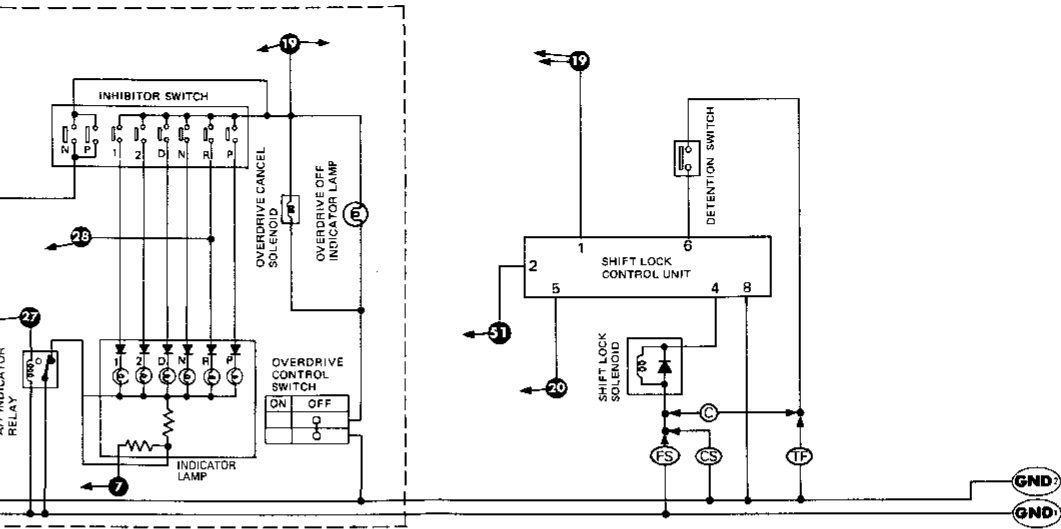 19
INHIBITOR SWITCH
N P 1 2 D N R P
OVERDRIVE CANCEL
SOLENOID
OVERDRIVE OFF
INDICATOR LAMP
28
27
INDICATOR
RELAY
1 2 D N R P
OVERDRIVE
CONTROL
SWITCH
ON OFF
INDICATOR
LAMP
7
19
DETENTION SWITCH
1 6
2
SHIFT LOCK
CONTROL UNIT
5 4 8
51
20
SHIFT LOCK
SOLENOID
C
FS CS TF
GND2
GND1